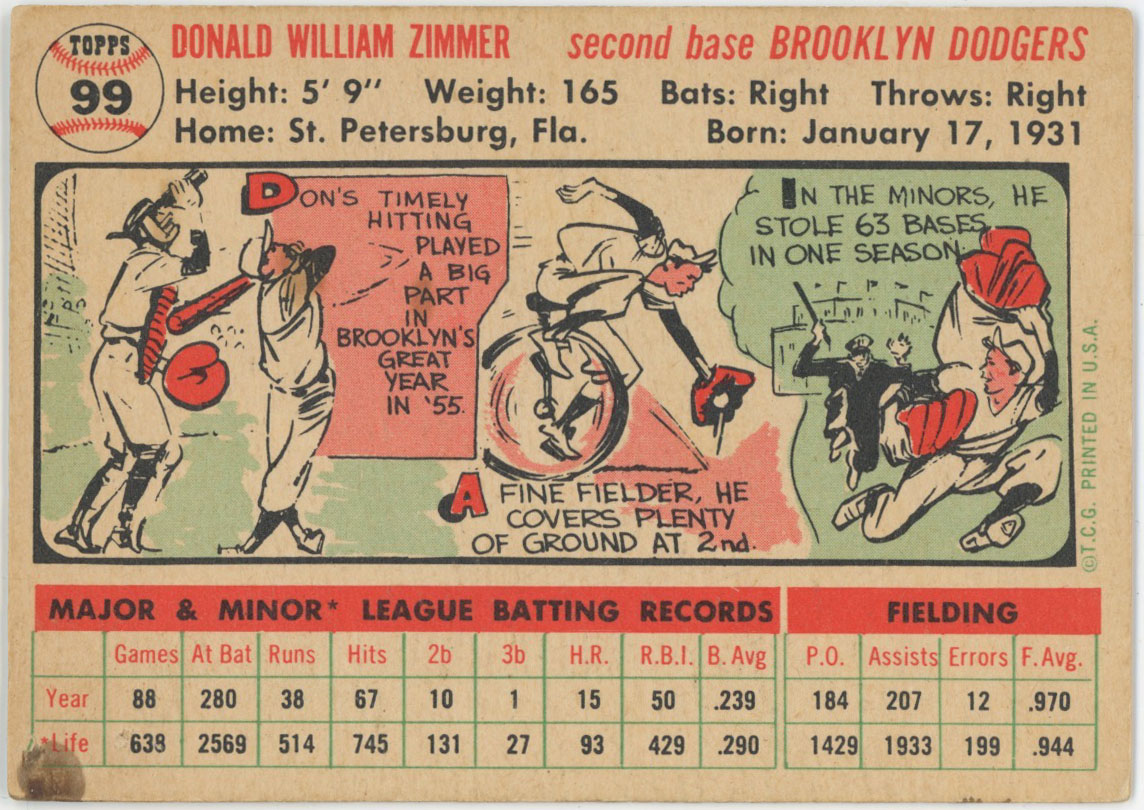 TOPPS
99
DONALD WILLIAM ZIMMER second base BROOKLYN DODGERS
Height: 5' 9" Weight: 165 Bats: Right Throws: Right
Home: St. Petersburg, Fla. Born: January 17, 1931
DON'S TIMELY
HITTING
PLAYED
A BIG
PART
IN
BROOKLYN'S
GREAT
YEAR
IN '55.
A FINE FIELDER, HE
COVERS PLENTY
OF GROUND AT 2nd.
IN THE MINORS, HE
STOLE 63 BASES
IN ONE SEASON.
©T.C.G. PRINTED IN U.S.A.
MAJOR & MINOR* LEAGUE BATTING RECORDS FIELDING
Games At Bat Runs Hits 2b 3b H.R. R.B.I. B. Avg P.O. Assists Errors F. Avg.
Year 88 280 38 67 10 1 15 50 .239 184 207 12 .970
*Life 638 2569 514 745 131 27 93 429 .290 1429 1933 199 .944